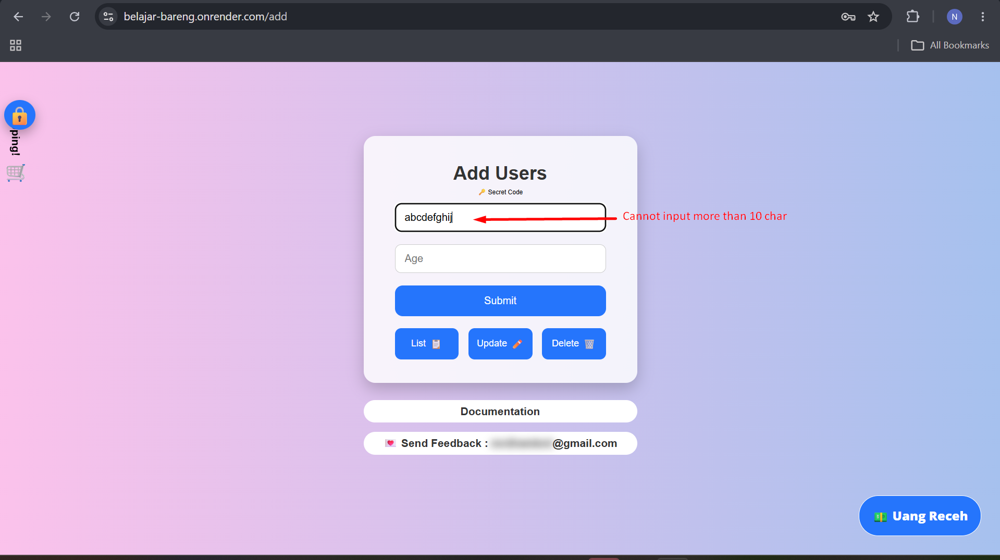 belajar-bareng.onrender.com/add
N
All Bookmarks
ping!
Add Users
Secret Code
abcdefghij
Cannot input more than 10 char
Age
Submit
List
Update
Delete
Documentation
Send Feedback : @gmail.com
Uang Receh